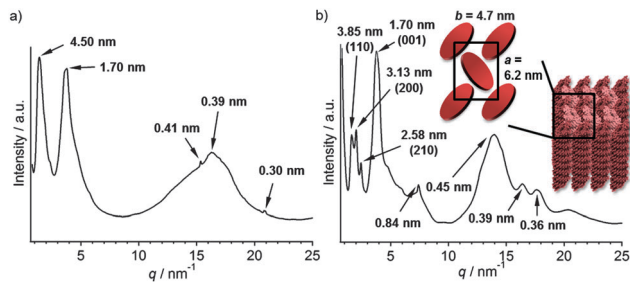 a)
4.50 nm
1.70 nm
0.41 nm
0.39 nm
0.30 nm
Intensity / a.u.
0 5 10 15 20 25
q / nm⁻¹
b)
b = 4.7 nm
a =
6.2 nm
3.85 nm
(110)
1.70 nm
(001)
3.13 nm
(200)
2.58 nm
(210)
0.84 nm
0.45 nm
0.39 nm
0.36 nm
Intensity / a.u.
5 10 15 20 25
q / nm⁻¹